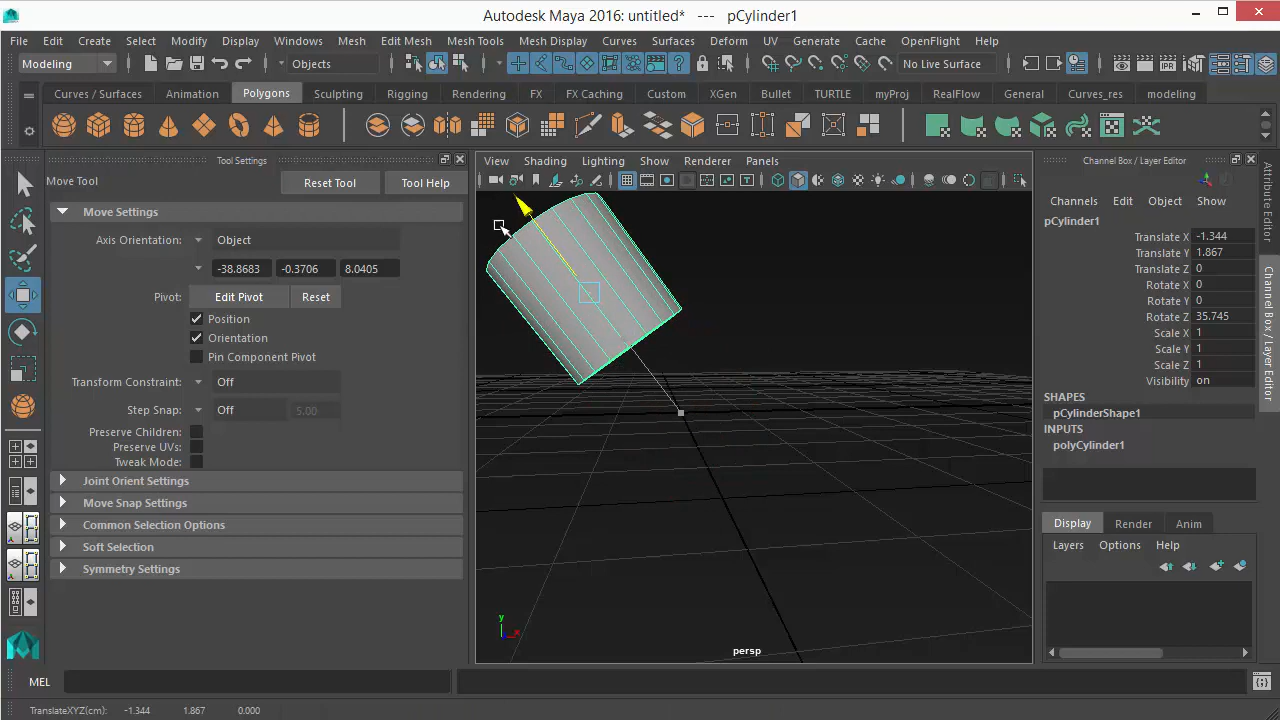 Autodesk Maya 2016: untitled* --- pCylinder1
File Edit Create Select Modify Display Windows Mesh Edit Mesh Mesh Tools Mesh Display Curves Surfaces Deform UV Generate Cache OpenFlight Help
Modeling Objects No Live Surface
Curves / Surfaces Animation Polygons Sculpting Rigging Rendering FX FX Caching Custom XGen Bullet TURTLE myProj RealFlow General Curves_res modeling
Tool Settings
Move Tool Reset Tool Tool Help
Move Settings
Axis Orientation: Object
-38.8683 -0.3706 8.0405
Pivot: Edit Pivot Reset
Position
Orientation
Pin Component Pivot
Transform Constraint: Off
Step Snap: Off 5.00
Preserve Children:
Preserve UVs:
Tweak Mode:
Joint Orient Settings
Move Snap Settings
Common Selection Options
Soft Selection
Symmetry Settings
View Shading Lighting Show Renderer Panels
y
x
persp
Channel Box / Layer Editor
Channels Edit Object Show
pCylinder1
Translate X -1.344
Translate Y 1.867
Translate Z 0
Rotate X 0
Rotate Y 0
Rotate Z 35.745
Scale X 1
Scale Y 1
Scale Z 1
Visibility on
SHAPES
pCylinderShape1
INPUTS
polyCylinder1
Display Render Anim
Layers Options Help
Attribute Editor
Channel Box / Layer Editor
MEL
TranslateXYZ(cm): -1.344 1.867 0.000